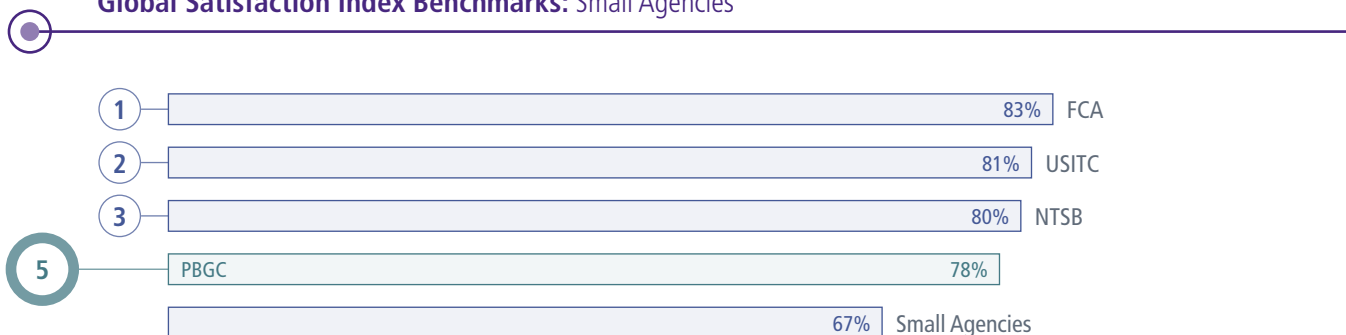 Global Satisfaction Index Benchmarks: Small Agencies
1 83% FCA
2 81% USITC
3 80% NTSB
5 PBGC 78%
67% Small Agencies